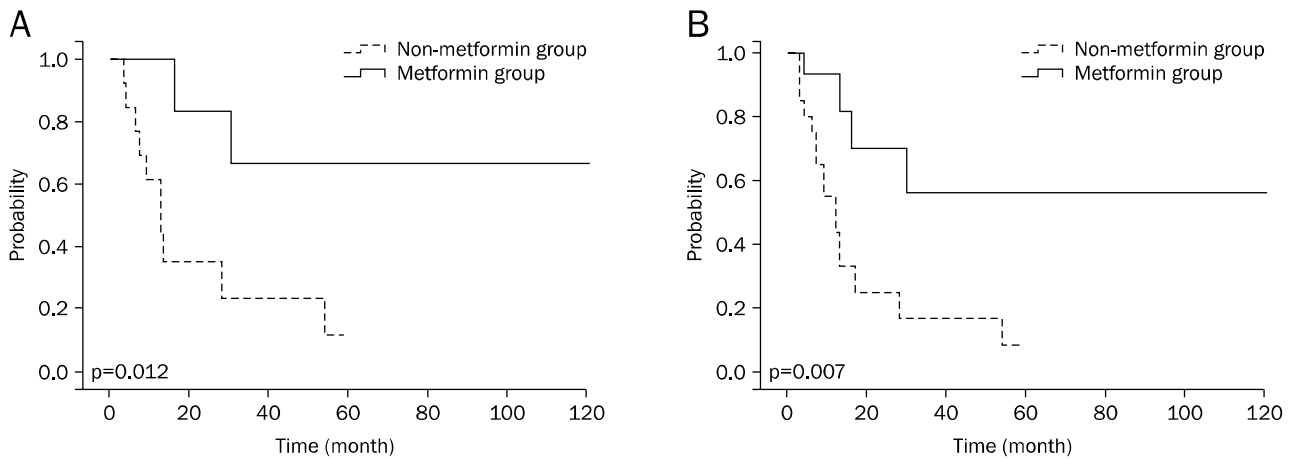 A
Non-metformin group
Metformin group
1.0
0.8
0.6
0.4
0.2
0.0
Probability
p=0.012
0 20 40 60 80 100 120
Time (month)
B
Non-metformin group
Metformin group
1.0
0.8
0.6
0.4
0.2
0.0
Probability
p=0.007
0 20 40 60 80 100 120
Time (month)